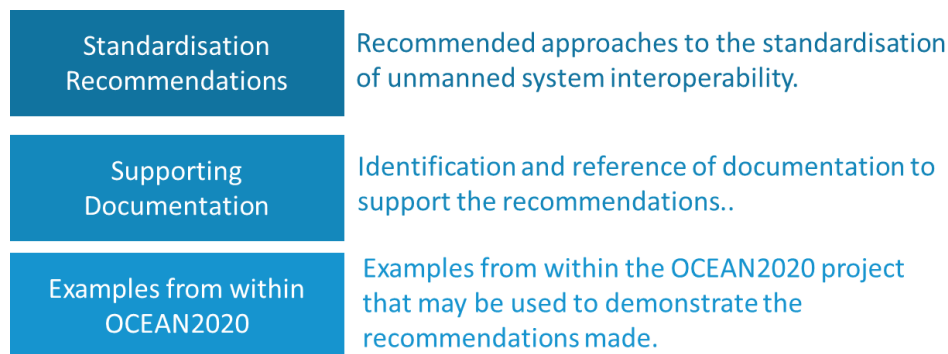 Standardisation
Recommendations
Recommended approaches to the standardisation
of unmanned system interoperability.
Supporting
Documentation
Identification and reference of documentation to
support the recommendations..
Examples from within
OCEAN2020
Examples from within the OCEAN2020 project
that may be used to demonstrate the
recommendations made.